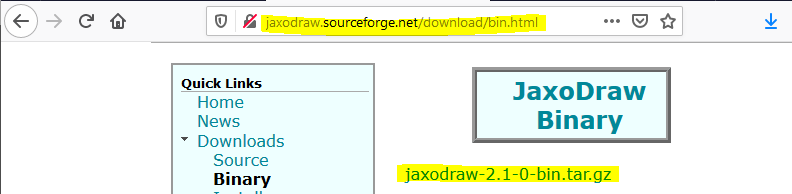 jaxodraw.sourceforge.net/download/bin.html
Quick Links
Home
News
Downloads
Source
Binary
JaxoDraw
Binary
jaxodraw-2.1-0-bin.tar.gz